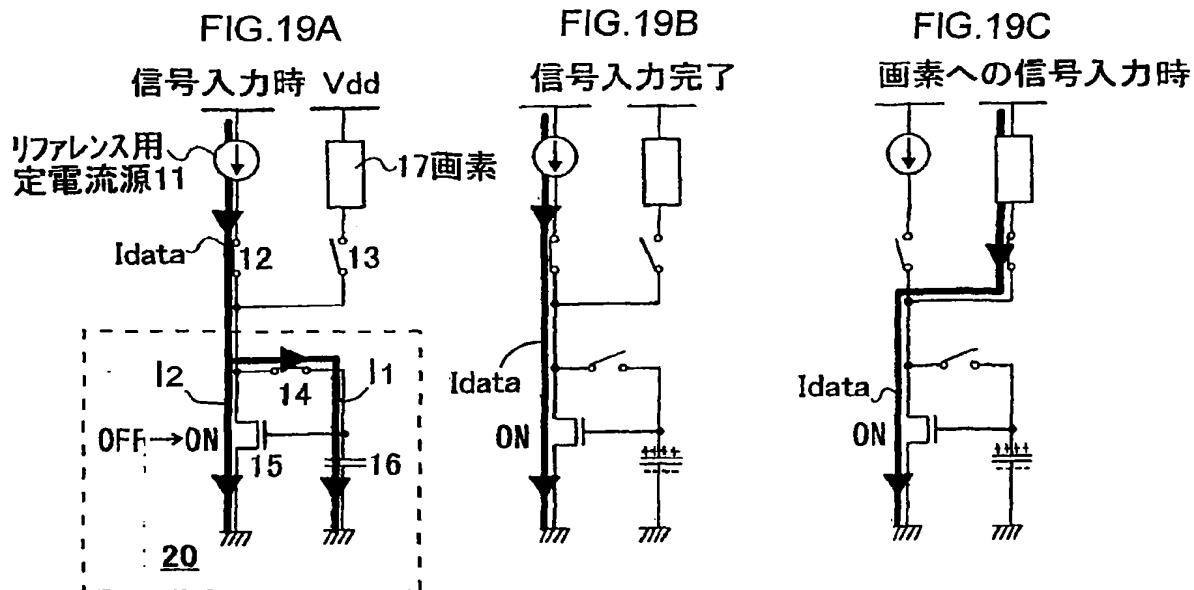 FIG.19A
信号入力時 Vdd
リファレンス用
定電流源11
17画素
Idata
12
13
I2
I1
14
OFF→ON
15
16
20
FIG.19B
信号入力完了
Idata
ON
FIG.19C
画素への信号入力時
Idata
ON